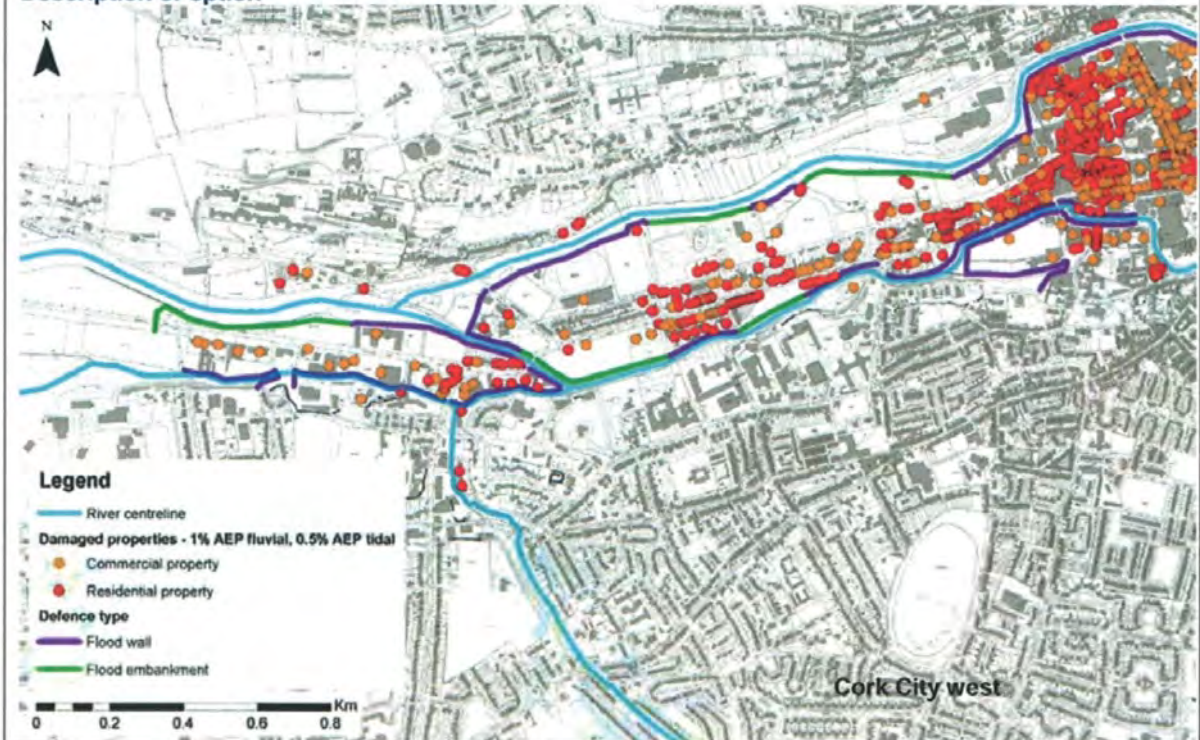 N
Legend
River centreline
Damaged properties - 1% AEP fluvial, 0.5% AEP tidal
Commercial property
Residential property
Defence type
Flood wall
Flood embankment
Km
0 0.2 0.4 0.6 0.8
Cork City west